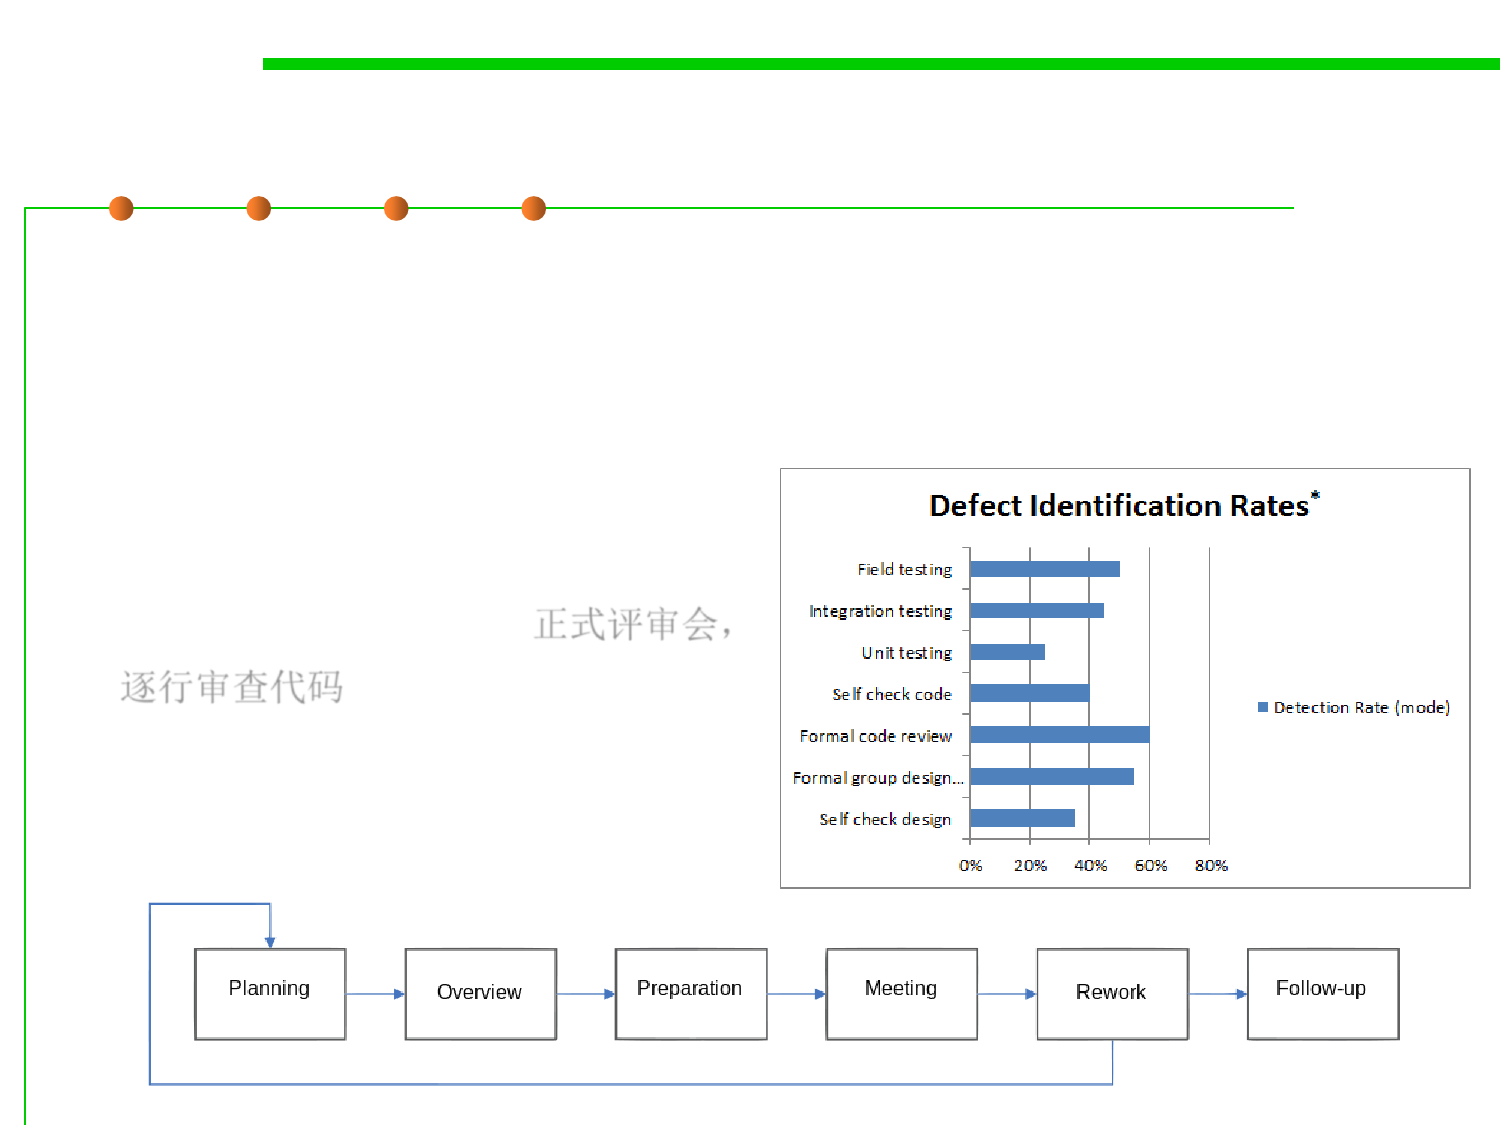 正式评审会，
逐行审查代码
Defect Identification Rates*
Field testing
Integration testing
Unit testing
Self check code
Formal code review
Formal group design...
Self check design
0% 20% 40% 60% 80%
Detection Rate (mode)
Planning
Overview
Preparation
Meeting
Rework
Follow-up